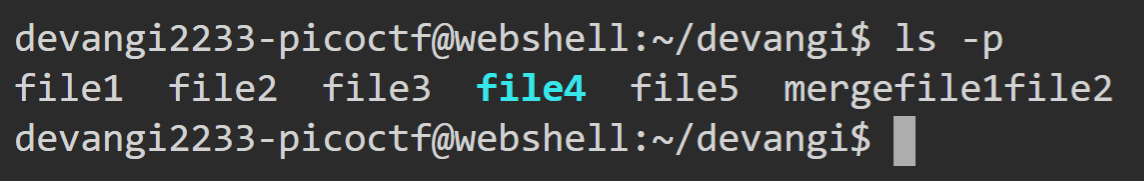 devangi2233-picoctf@webshell:~/devangi$ ls -p
file1  file2  file3  file4  file5  mergefile1file2
devangi2233-picoctf@webshell:~/devangi$